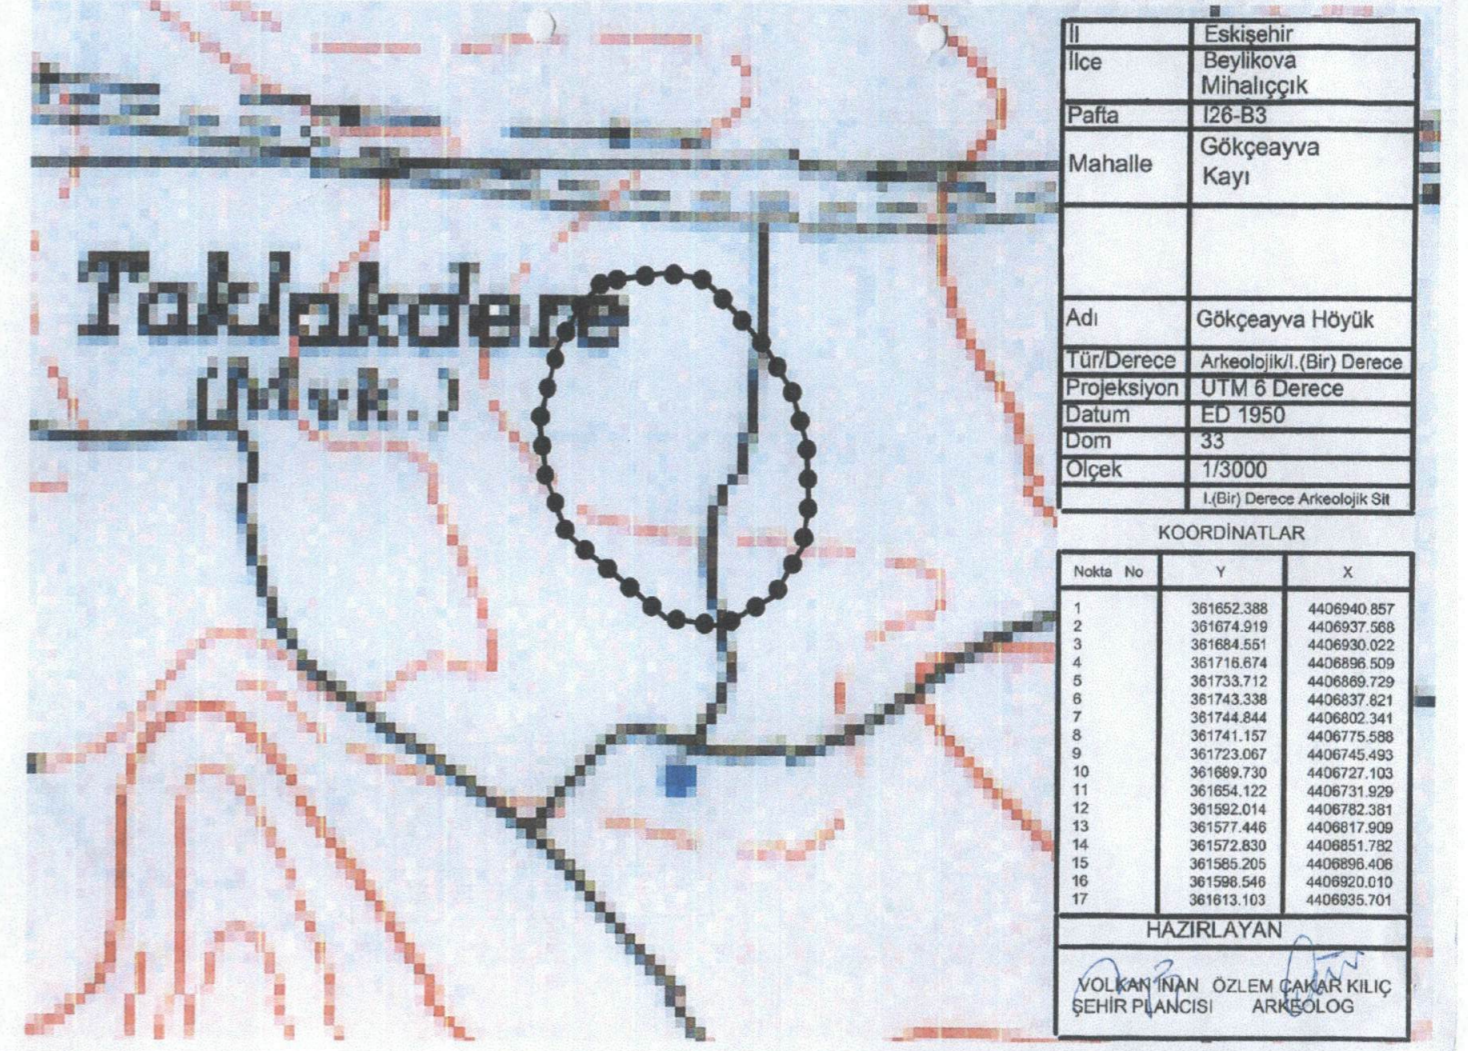 Taklakdere
(Mvk.)
İl Eskişehir
İlce Beylikova
Mihalıççık
Pafta I26-B3
Mahalle Gökçeayva
Kayı
Adı Gökçeayva Höyük
Tür/Derece Arkeolojik/I.(Bir) Derece
Projeksiyon UTM 6 Derece
Datum ED 1950
Dom 33
Ölçek 1/3000
I.(Bir) Derece Arkeolojik Sit
KOORDİNATLAR
Nokta No Y X
1 361652.388 4406940.857
2 361674.919 4406937.568
3 361684.551 4406930.022
4 361716.674 4406896.509
5 361733.712 4406869.729
6 361743.338 4406837.821
7 361744.844 4406802.341
8 361741.157 4406775.588
9 361723.067 4406745.493
10 361689.730 4406727.103
11 361654.122 4406731.929
12 361592.014 4406782.381
13 361577.446 4406817.909
14 361572.830 4406851.782
15 361585.205 4406896.406
16 361598.546 4406920.010
17 361613.103 4406935.701
HAZIRLAYAN
VOLKAN İNAN ÖZLEM ÇAKAR KILIÇ
ŞEHİR PLANCISI ARKEOLOG